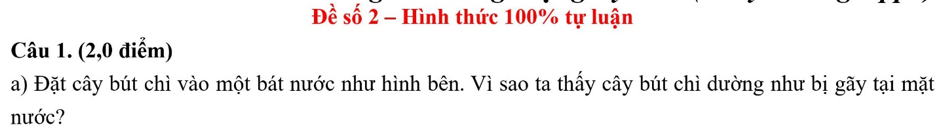 Đề số 2 – Hình thức 100% tự luận
Câu 1. (2,0 điểm)
a) Đặt cây bút chì vào một bát nước như hình bên. Vì sao ta thấy cây bút chì dường như bị gãy tại mặt
nước?